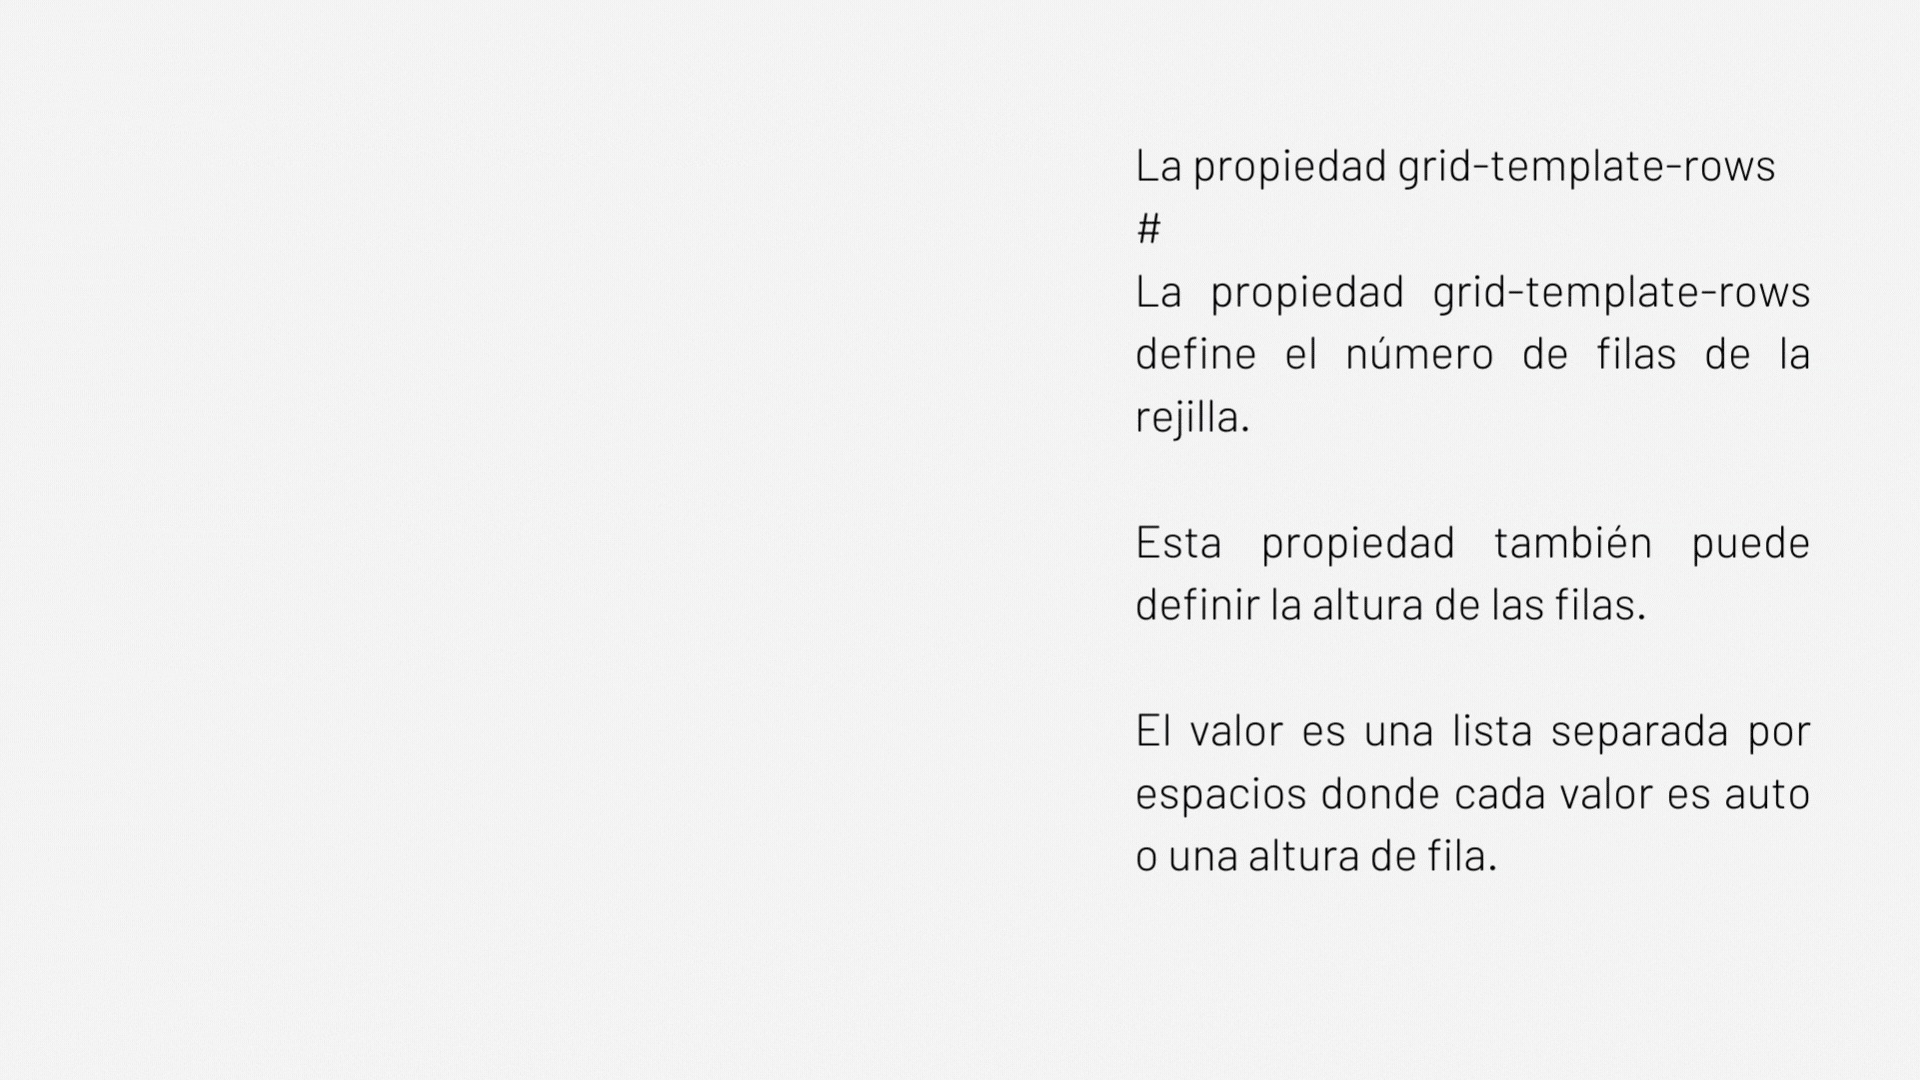 La propiedad grid-template-rows
#
La propiedad grid-template-rows
define el número de filas de la
rejilla.
Esta propiedad también puede
definir la altura de las filas.
El valor es una lista separada por
espacios donde cada valor es auto
o una altura de fila.